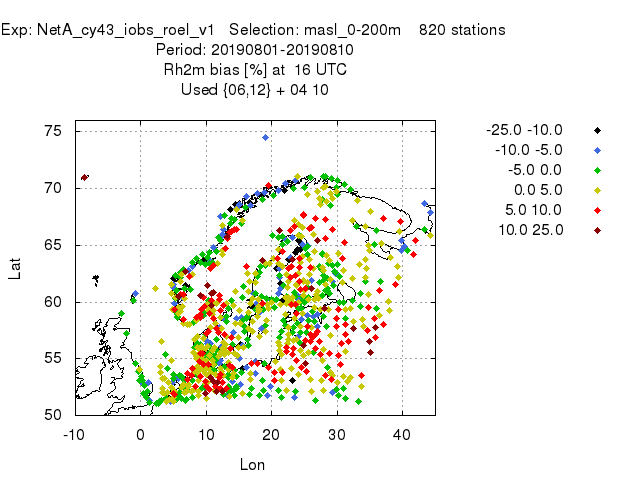 Exp: NetA_cy43_iobs_roel_v1 Selection: masl_0-200m 820 stations
Period: 20190801-20190810
Rh2m bias [%] at 16 UTC
Used {06,12} + 04 10
75
70
65
60
55
50
-10 0 10 20 30 40
Lat
Lon
-25.0 -10.0
-10.0 -5.0
-5.0 0.0
0.0 5.0
5.0 10.0
10.0 25.0